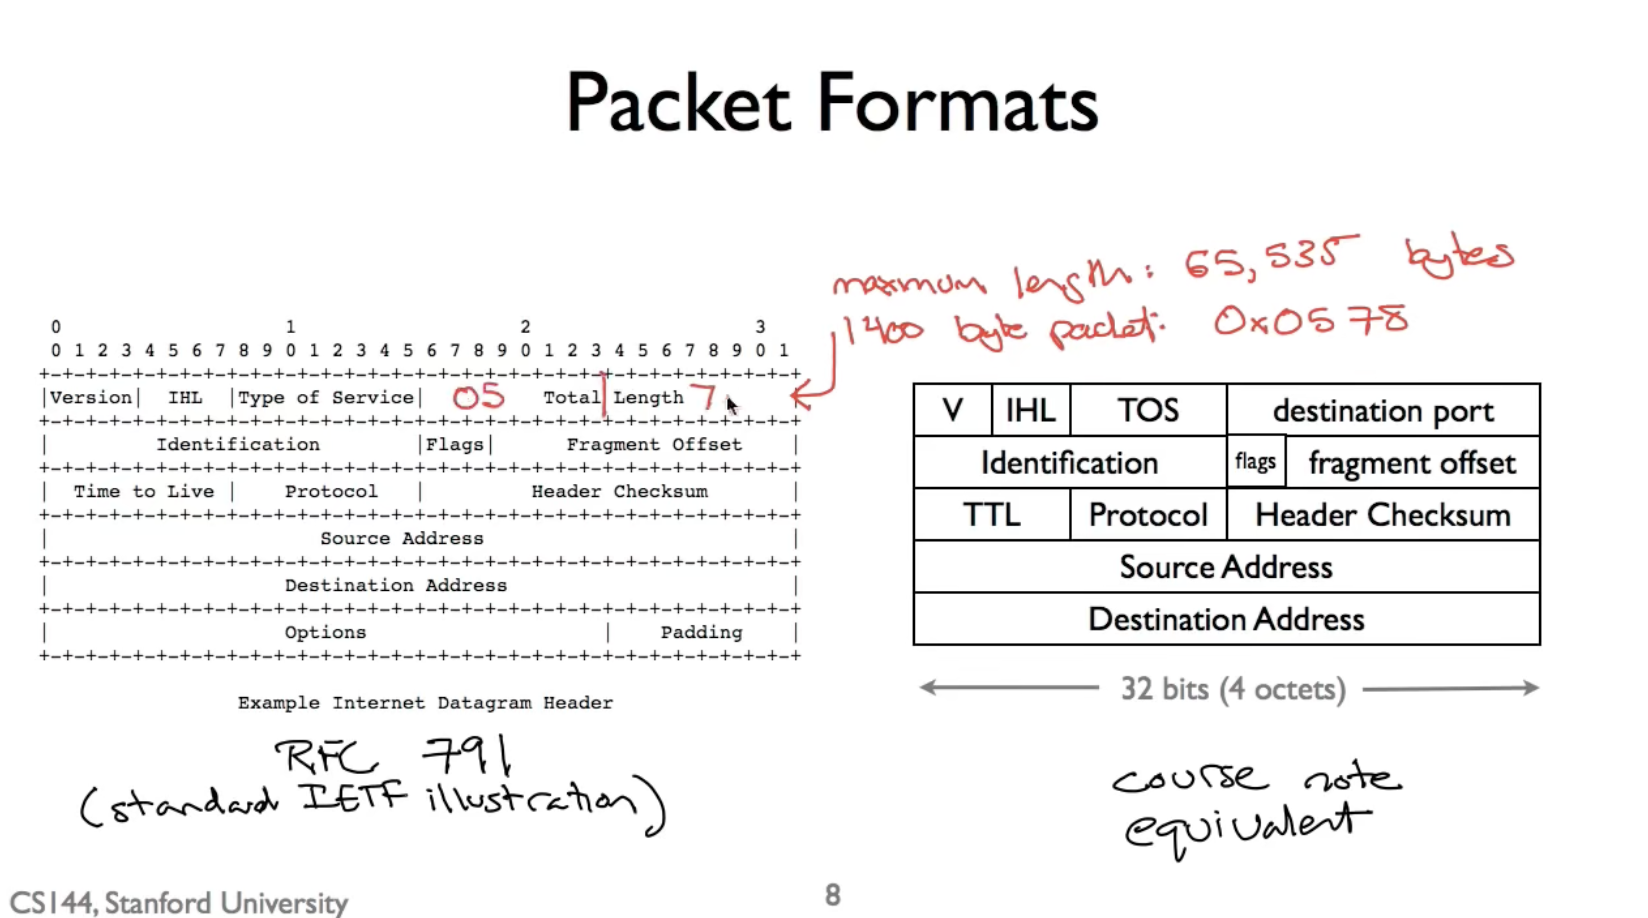 Packet Formats
maximum length: 65,535 bytes
1400 byte packet: 0x0578
0                   1                   2                   3
0 1 2 3 4 5 6 7 8 9 0 1 2 3 4 5 6 7 8 9 0 1 2 3 4 5 6 7 8 9 0 1
+-+-+-+-+-+-+-+-+-+-+-+-+-+-+-+-+-+-+-+-+-+-+-+-+-+-+-+-+-+-+-+-+
|Version| IHL |Type of Service| 05 Total Length 7 |
+-+-+-+-+-+-+-+-+-+-+-+-+-+-+-+-+-+-+-+-+-+-+-+-+-+-+-+-+-+-+-+-+
| Identification |Flags| Fragment Offset |
+-+-+-+-+-+-+-+-+-+-+-+-+-+-+-+-+-+-+-+-+-+-+-+-+-+-+-+-+-+-+-+-+
| Time to Live | Protocol | Header Checksum |
+-+-+-+-+-+-+-+-+-+-+-+-+-+-+-+-+-+-+-+-+-+-+-+-+-+-+-+-+-+-+-+-+
| Source Address |
+-+-+-+-+-+-+-+-+-+-+-+-+-+-+-+-+-+-+-+-+-+-+-+-+-+-+-+-+-+-+-+-+
| Destination Address |
+-+-+-+-+-+-+-+-+-+-+-+-+-+-+-+-+-+-+-+-+-+-+-+-+-+-+-+-+-+-+-+-+
| Options | Padding |
+-+-+-+-+-+-+-+-+-+-+-+-+-+-+-+-+-+-+-+-+-+-+-+-+-+-+-+-+-+-+-+-+
Example Internet Datagram Header
RFC 791
(standard IETF illustration)
V IHL TOS destination port
Identification flags fragment offset
TTL Protocol Header Checksum
Source Address
Destination Address
32 bits (4 octets)
course note
equivalent
CS144, Stanford University
8